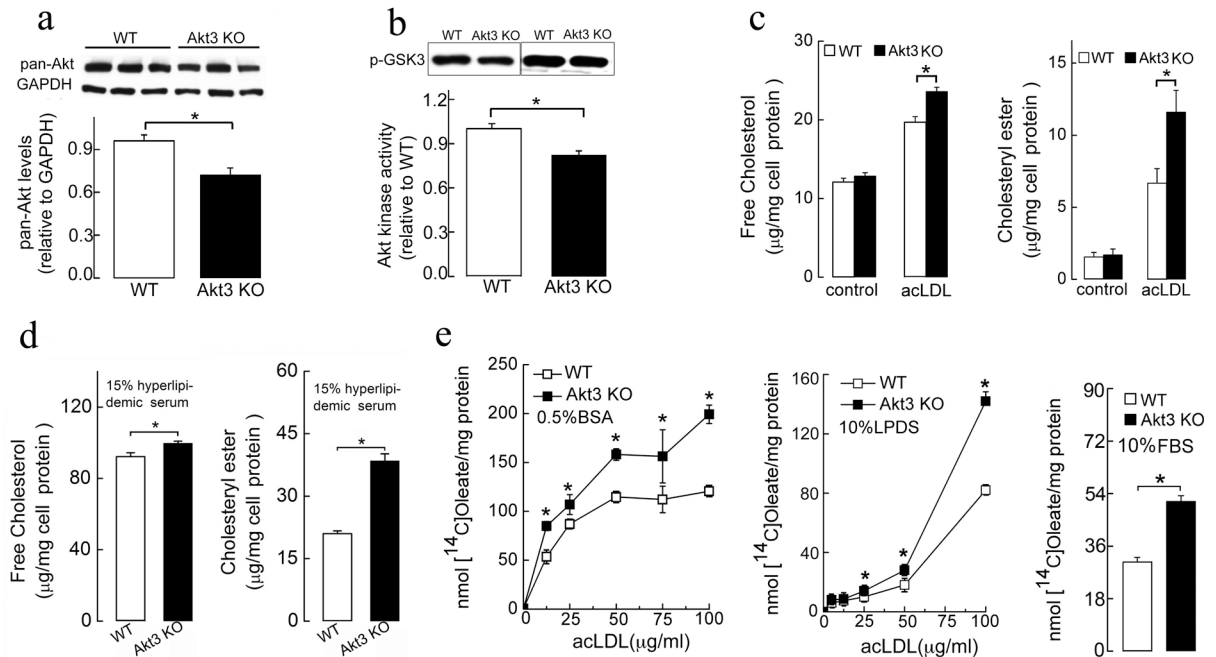 a
WT Akt3 KO
pan-Akt
GAPDH
*
pan-Akt levels
(relative to GAPDH)
0.9
0.6
0.3
0.0
WT Akt3 KO
b
WT Akt3 KO WT Akt3 KO
p-GSK3
*
Akt kinase activity
(relative to WT)
1.2
0.9
0.6
0.3
0.0
WT Akt3 KO
c
WT Akt3 KO
*
Free Cholesterol
(μg/mg cell protein)
30
20
10
0
control acLDL
WT Akt3 KO
*
Cholesteryl ester
(μg/mg cell protein)
15
10
5
0
control acLDL
d
15% hyperlipi-
demic serum
*
Free Cholesterol
(μg/mg cell protein)
120
80
40
0
WT Akt3 KO
15% hyperlipi-
demic serum
*
Cholesteryl ester
(μg/mg cell protein)
60
45
30
15
0
WT Akt3 KO
e
WT
Akt3 KO
0.5%BSA
* * * * *
nmol [14C]Oleate/mg protein
250
200
150
100
50
0
0 25 50 75 100
acLDL(μg/ml)
WT
Akt3 KO
10%LPDS
* * *
nmol [14C]Oleate/mg protein
160
120
80
40
0
0 25 50 75 100
acLDL(μg/ml)
WT
Akt3 KO
10%FBS
*
nmol [14C]Oleate/mg protein
90
72
54
36
18
0
WT Akt3 KO